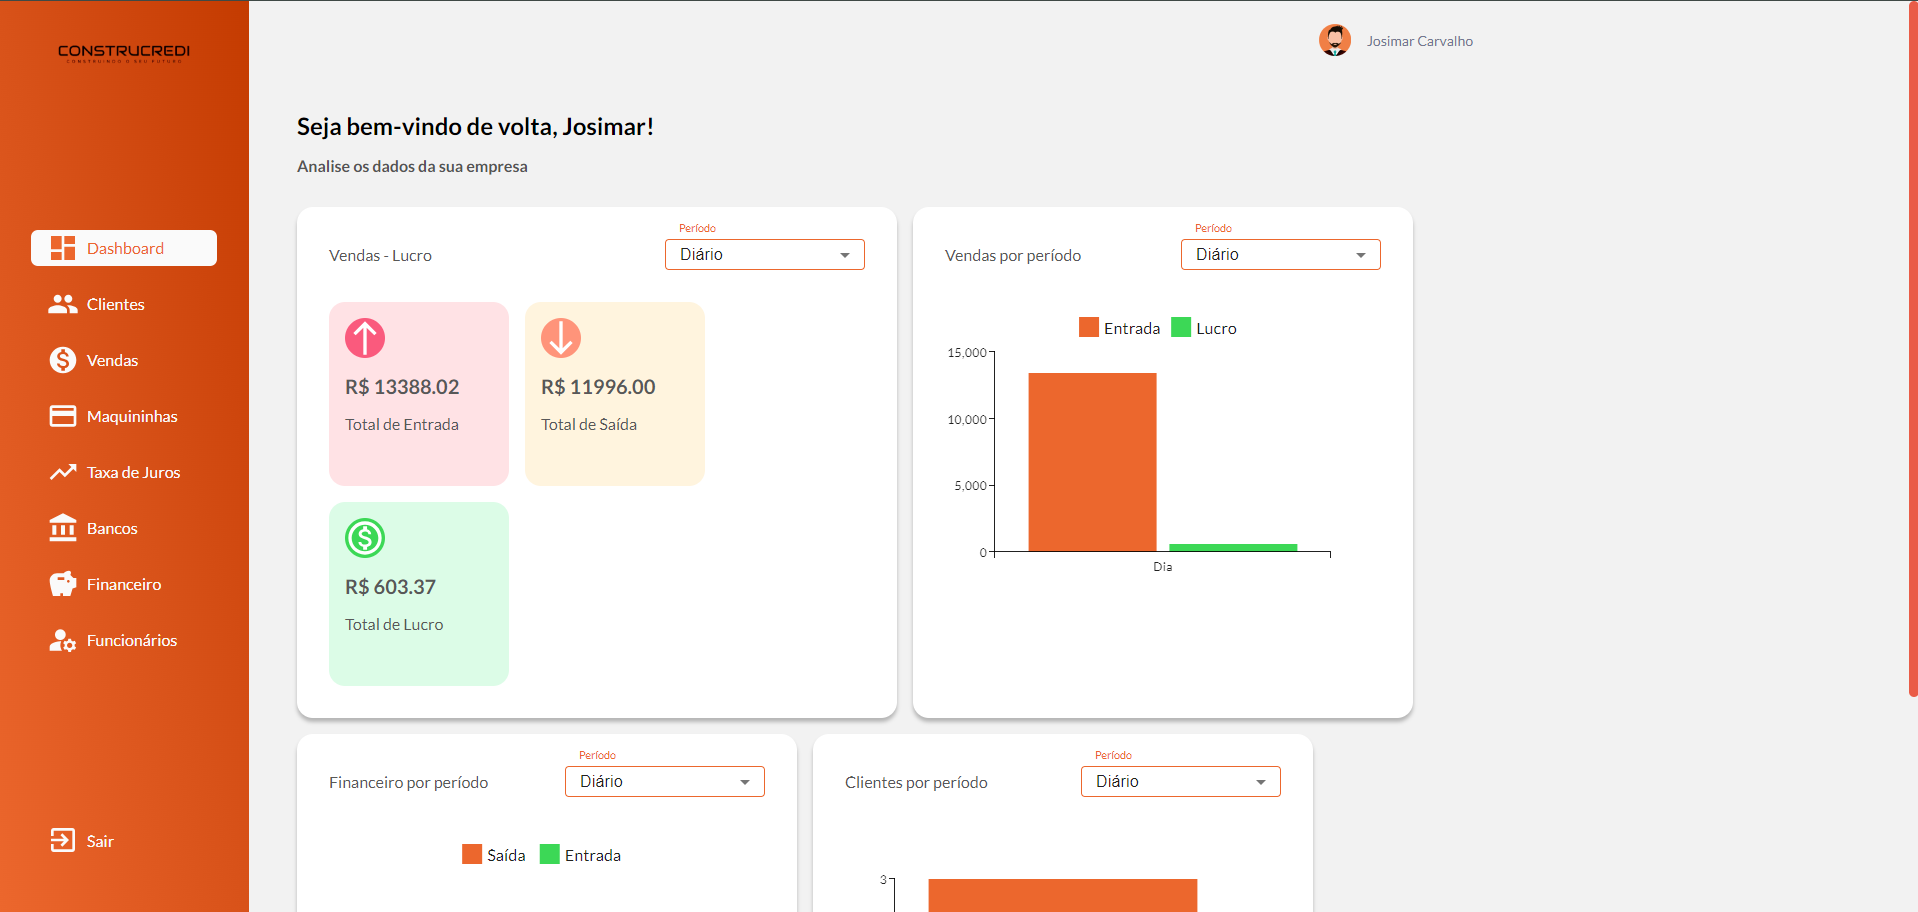 CONSTRUCREDI
CONSTRUINDO O SEU FUTURO
Josimar Carvalho
Seja bem-vindo de volta, Josimar!
Analise os dados da sua empresa
Dashboard
Clientes
Vendas
Maquininhas
Taxa de Juros
Bancos
Financeiro
Funcionários
Sair
Vendas - Lucro
Período
Diário
R$ 13388.02
Total de Entrada
R$ 11996.00
Total de Saída
R$ 603.37
Total de Lucro
Vendas por período
Período
Diário
Entrada Lucro
15,000
10,000
5,000
0
Dia
Financeiro por período
Período
Diário
Saída Entrada
Clientes por período
Período
Diário
3